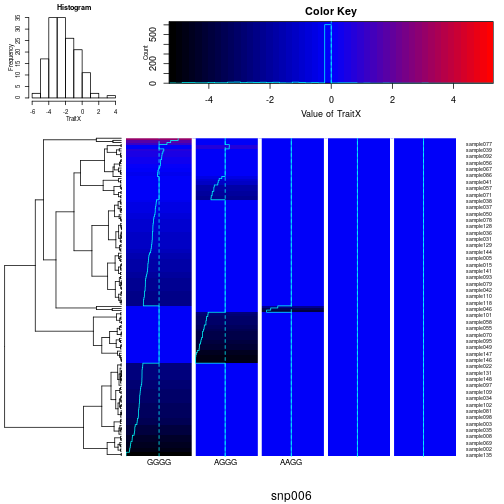 Histogram
Frequency
0 5 10 15 20 25 30 35
-6 -4 -2 0 2 4
TraitX
Color Key
Count
0 200 500
-4 -2 0 2 4
Value of TraitX
sample077
sample039
sample092
sample056
sample067
sample086
sample041
sample057
sample071
sample038
sample037
sample050
sample078
sample128
sample036
sample031
sample129
sample144
sample005
sample015
sample141
sample093
sample079
sample042
sample110
sample118
sample046
sample101
sample058
sample055
sample070
sample095
sample049
sample147
sample146
sample022
sample131
sample148
sample097
sample109
sample034
sample102
sample081
sample098
sample003
sample035
sample008
sample069
sample002
sample135
GGGG AGGG AAGG
snp006